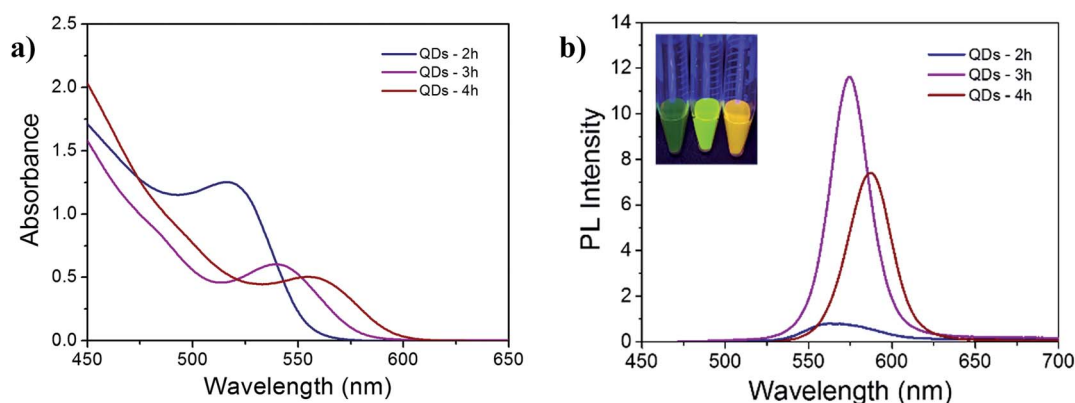 a)
2.5
2.0
1.5
1.0
0.5
0.0
Absorbance
QDs - 2h
QDs - 3h
QDs - 4h
450 500 550 600 650
Wavelength (nm)
b)
14
12
10
8
6
4
2
0
PL Intensity
QDs - 2h
QDs - 3h
QDs - 4h
450 500 550 600 650 700
Wavelength (nm)